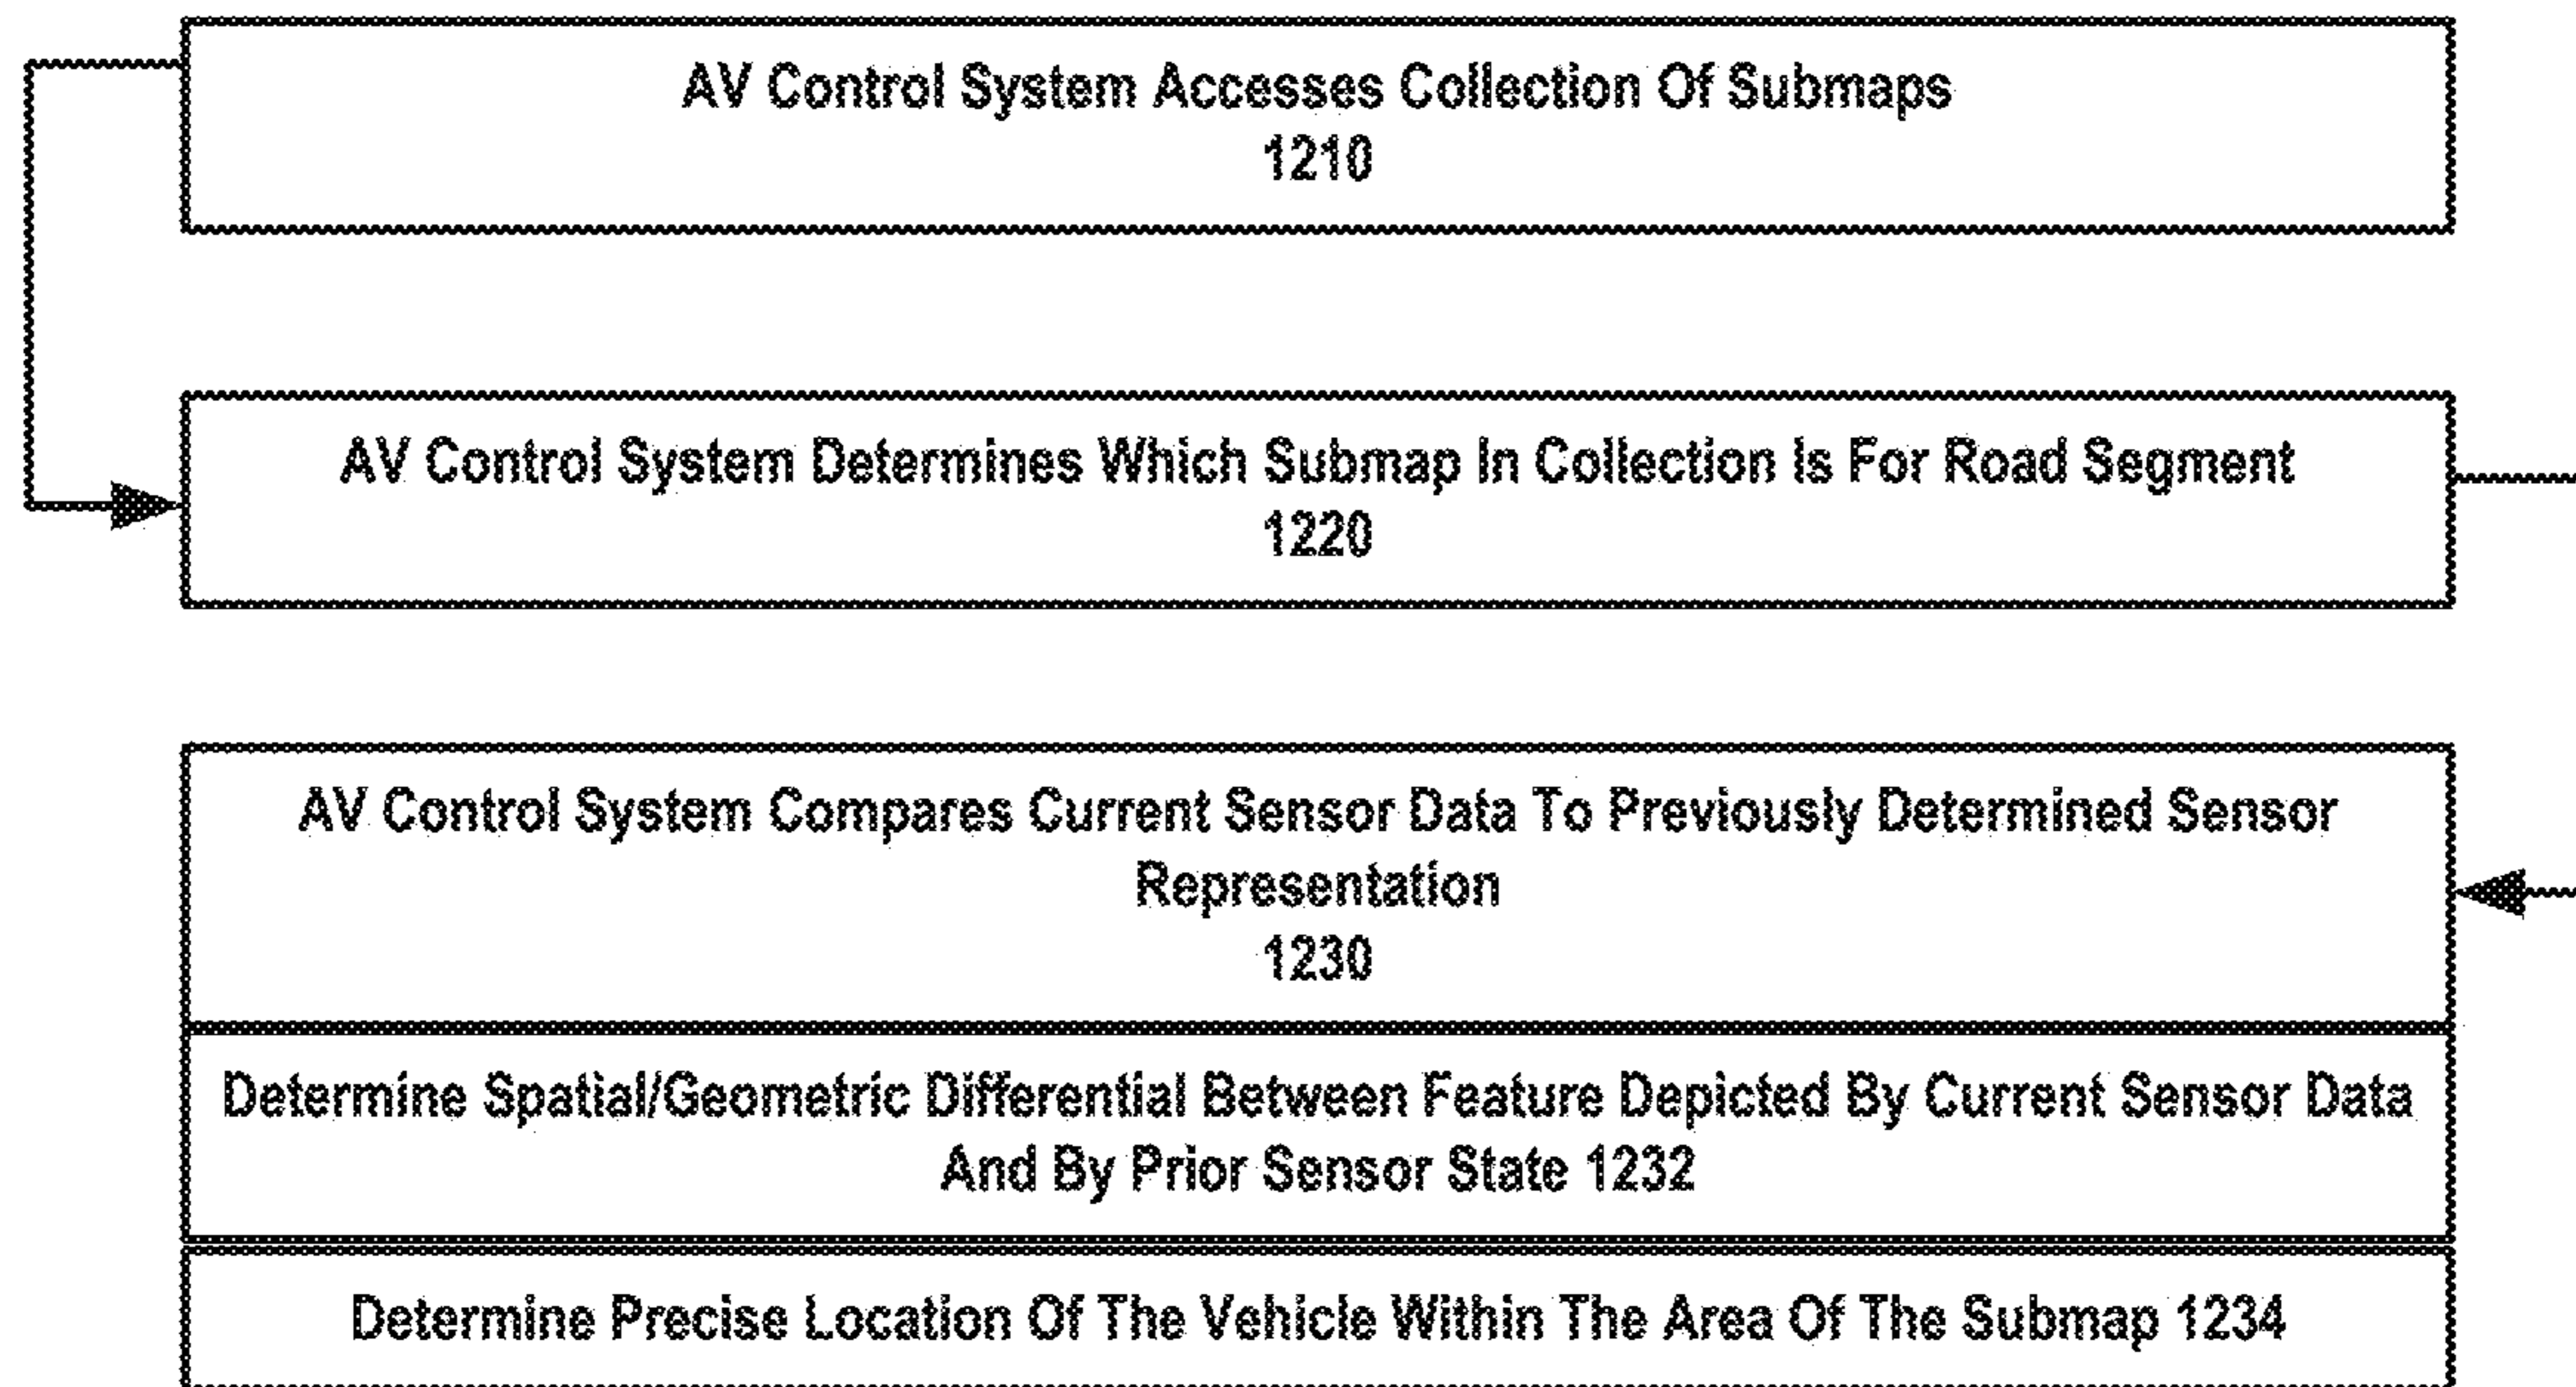 AV Control System Accesses Collection Of Submaps
1210
AV Control System Determines Which Submap In Collection Is For Road Segment
1220
AV Control System Compares Current Sensor Data To Previously Determined Sensor
Representation
1230
Determine Spatial/Geometric Differential Between Feature Depicted By Current Sensor Data
And By Prior Sensor State 1232
Determine Precise Location Of The Vehicle Within The Area Of The Submap 1234